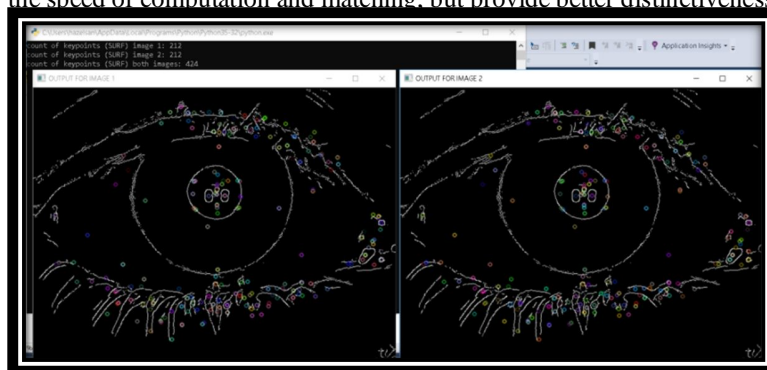 the speed of computation and matching, but provide better distinctiveness
count of keypoints (SURF) image 1: 212
count of keypoints (SURF) image 2: 212
count of keypoints (SURF) both images: 424
Application Insights
OUTPUT FOR IMAGE 1
OUTPUT FOR IMAGE 2